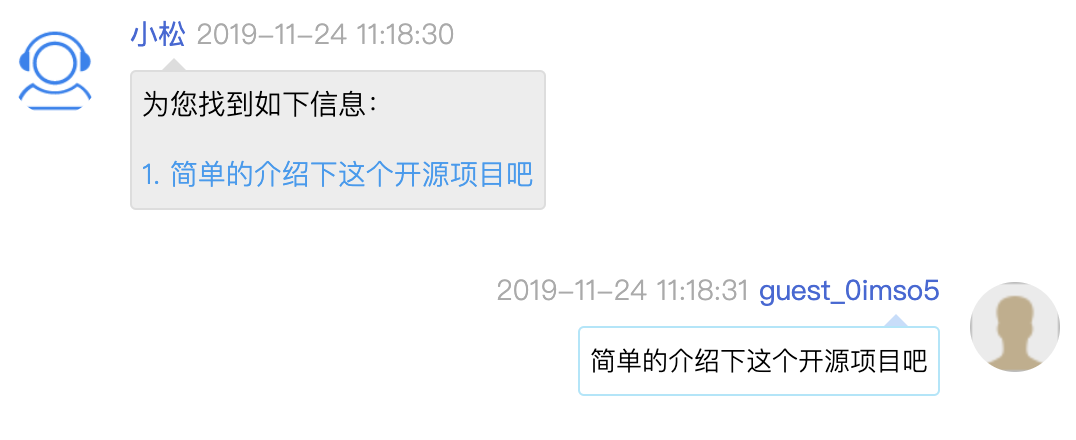 小松 2019-11-24 11:18:30
为您找到如下信息：
1. 简单的介绍下这个开源项目吧
2019-11-24 11:18:31 guest_0imso5
简单的介绍下这个开源项目吧